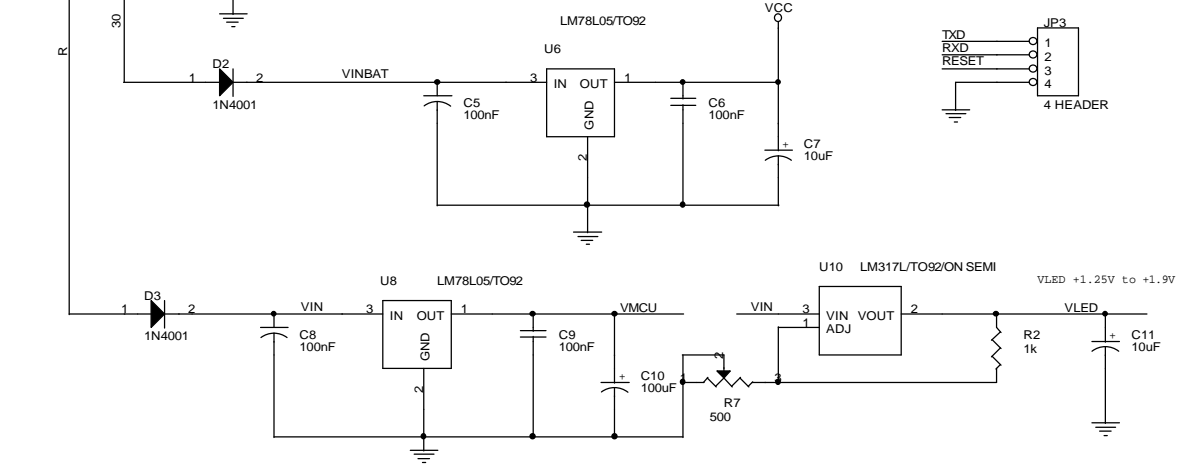 30
R
LM78L05/TO92
VCC
JP3
TXD
RXD
RESET
1
2
3
4
4 HEADER
U6
D2
1
2
1N4001
VINBAT
3
IN
OUT
1
GND
2
C5
100nF
C6
100nF
+
C7
10uF
U10
LM317L/TO92/ON SEMI
VLED +1.25V to +1.9V
U8
LM78L05/TO92
D3
1
2
1N4001
VIN
3
IN
OUT
1
GND
2
C8
100nF
C9
100nF
VMCU
+
C10
100uF
VIN
3
1
VIN
VOUT
ADJ
2
VLED
R2
1k
+
C11
10uF
1
2
3
R7
500